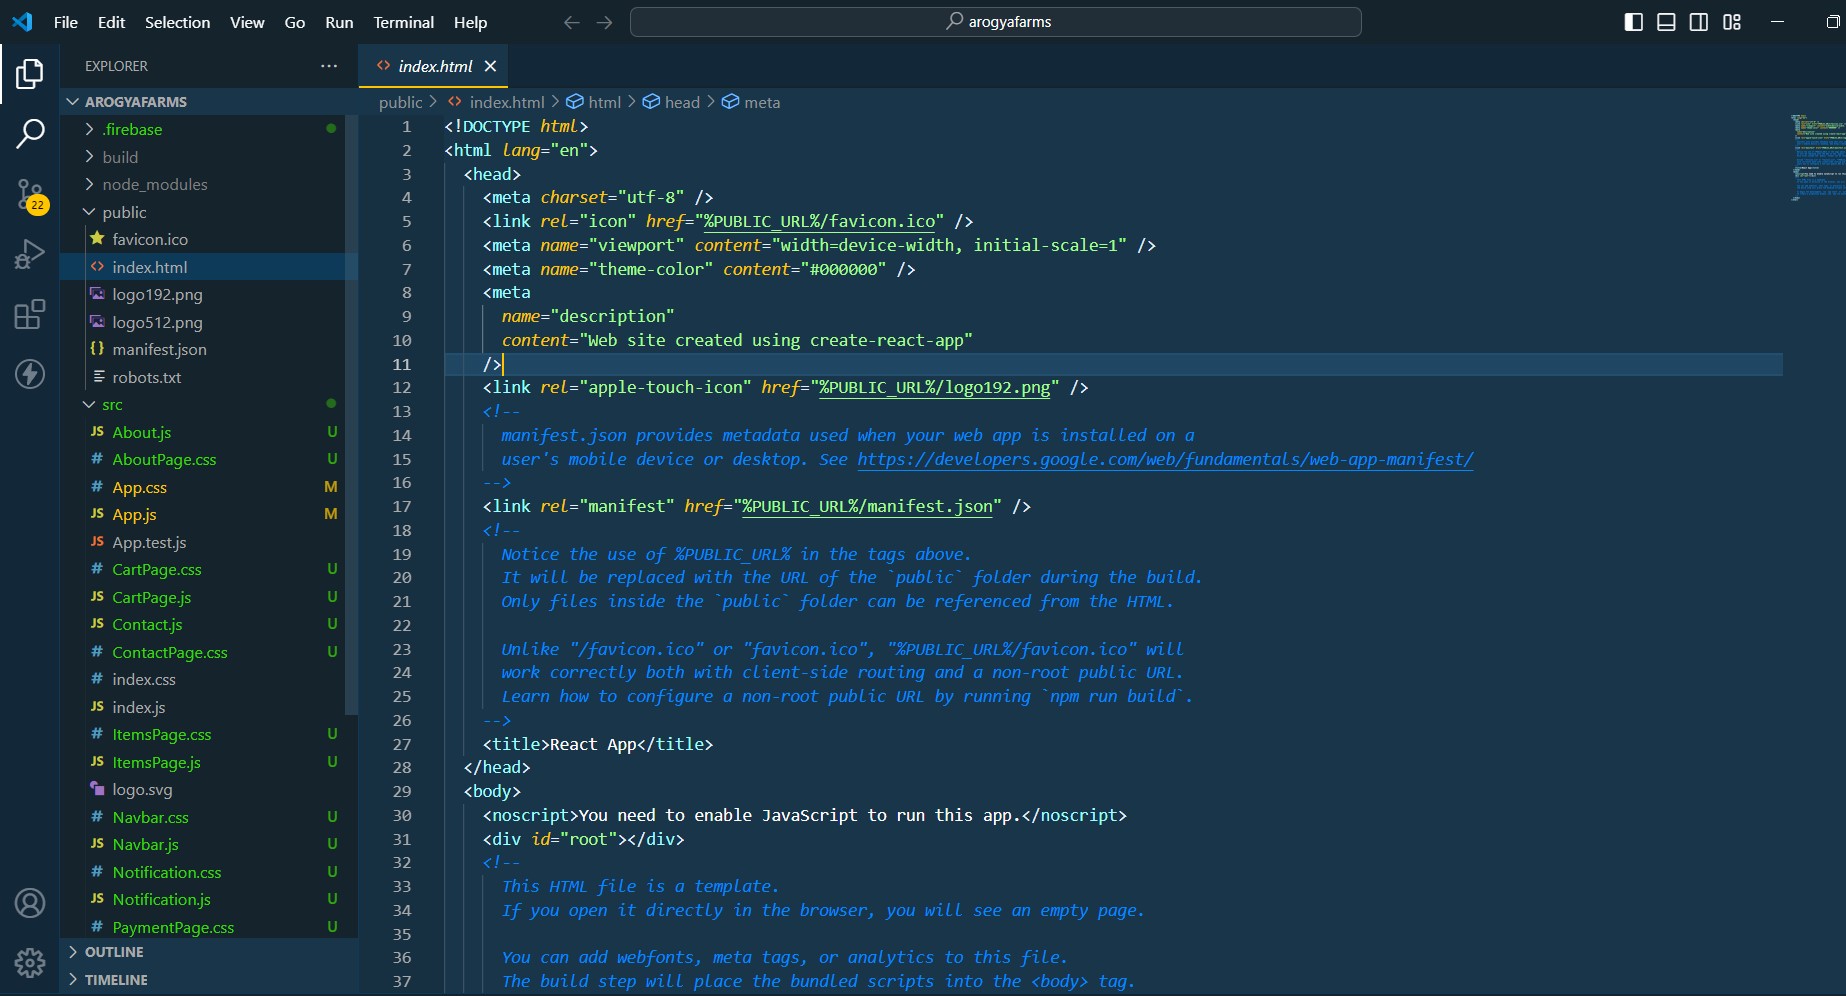 File Edit Selection View Go Run Terminal Help
arogyafarms
EXPLORER
AROGYAFARMS
.firebase
build
node_modules
public
favicon.ico
index.html
logo192.png
logo512.png
manifest.json
robots.txt
src
About.js U
AboutPage.css U
App.css M
App.js M
App.test.js
CartPage.css U
CartPage.js U
Contact.js U
ContactPage.css U
index.css
index.js
ItemsPage.css U
ItemsPage.js U
logo.svg
Navbar.css U
Navbar.js U
Notification.css U
Notification.js U
PaymentPage.css U
OUTLINE
TIMELINE
22
index.html
public > index.html > html > head > meta
1 <!DOCTYPE html>
2 <html lang="en">
3 <head>
4 <meta charset="utf-8" />
5 <link rel="icon" href="%PUBLIC_URL%/favicon.ico" />
6 <meta name="viewport" content="width=device-width, initial-scale=1" />
7 <meta name="theme-color" content="#000000" />
8 <meta
9 name="description"
10 content="Web site created using create-react-app"
11 />
12 <link rel="apple-touch-icon" href="%PUBLIC_URL%/logo192.png" />
13 <!--
14 manifest.json provides metadata used when your web app is installed on a
15 user's mobile device or desktop. See https://developers.google.com/web/fundamentals/web-app-manifest/
16 -->
17 <link rel="manifest" href="%PUBLIC_URL%/manifest.json" />
18 <!--
19 Notice the use of %PUBLIC_URL% in the tags above.
20 It will be replaced with the URL of the `public` folder during the build.
21 Only files inside the `public` folder can be referenced from the HTML.
22
23 Unlike "/favicon.ico" or "favicon.ico", "%PUBLIC_URL%/favicon.ico" will
24 work correctly both with client-side routing and a non-root public URL.
25 Learn how to configure a non-root public URL by running `npm run build`.
26 -->
27 <title>React App</title>
28 </head>
29 <body>
30 <noscript>You need to enable JavaScript to run this app.</noscript>
31 <div id="root"></div>
32 <!--
33 This HTML file is a template.
34 If you open it directly in the browser, you will see an empty page.
35
36 You can add webfonts, meta tags, or analytics to this file.
37 The build step will place the bundled scripts into the <body> tag.